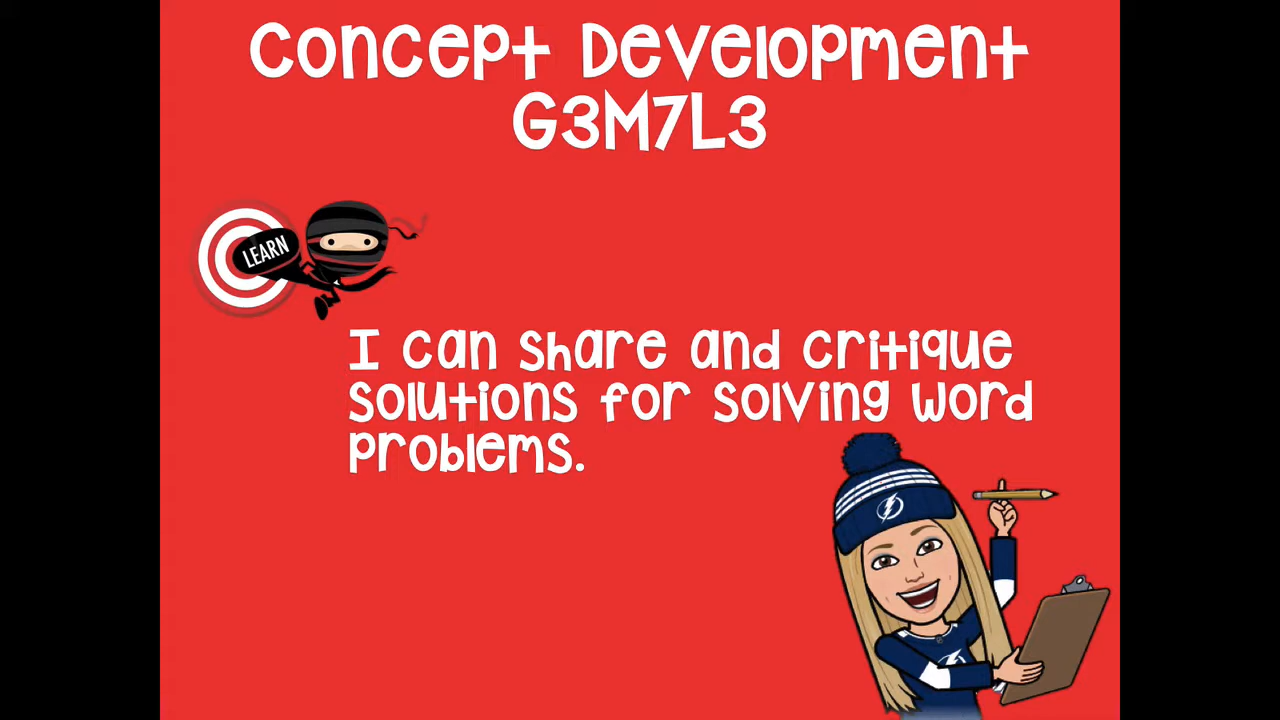 Concept Development
G3M7L3
LEARN
I can share and critique
solutions for solving word
problems.